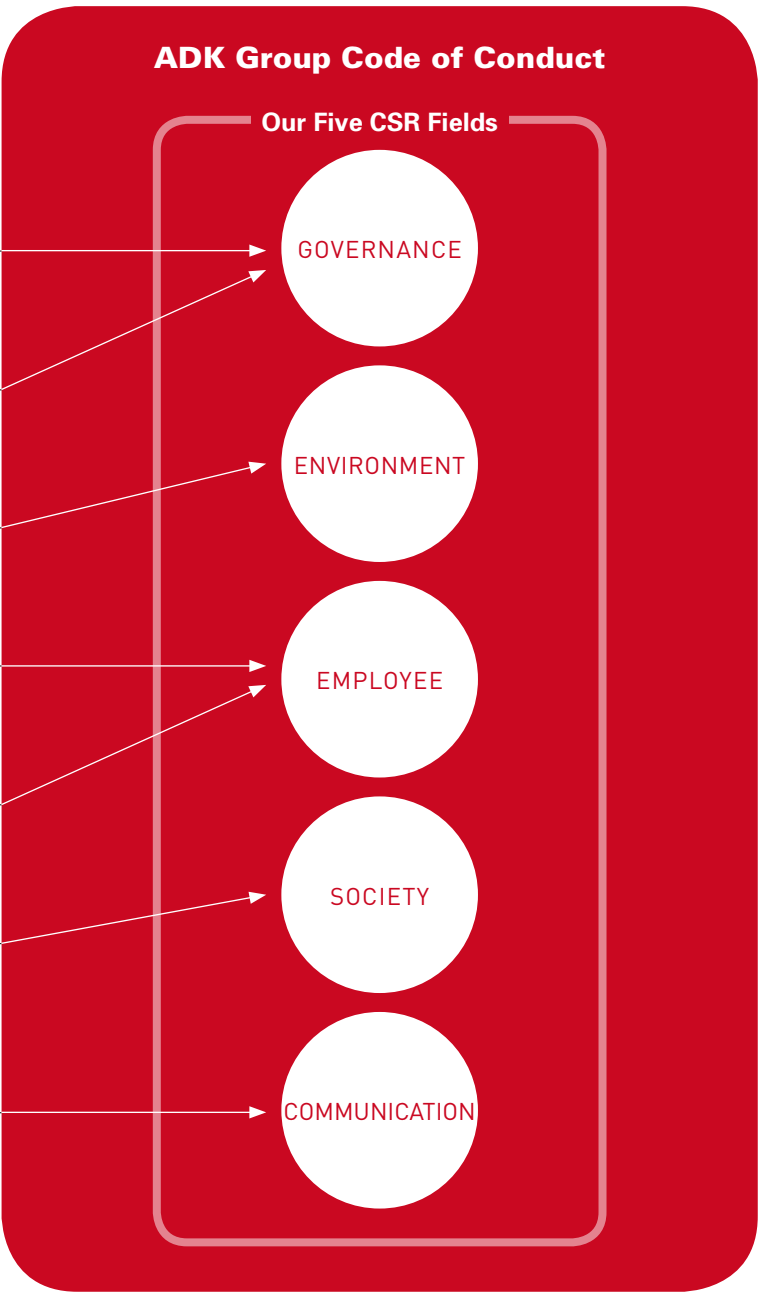 ADK Group Code of Conduct
Our Five CSR Fields
GOVERNANCE
ENVIRONMENT
EMPLOYEE
SOCIETY
COMMUNICATION